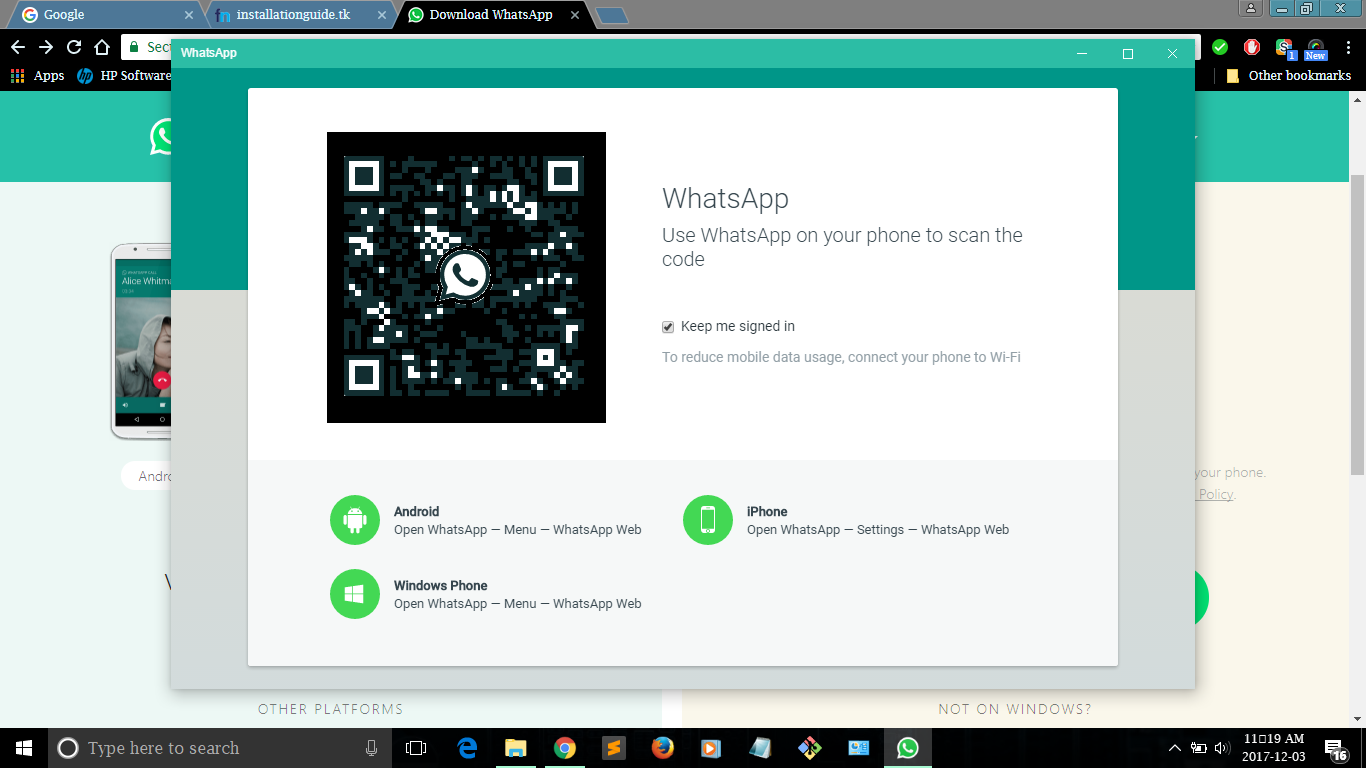 Google
installationguide.tk
Download WhatsApp
Apps
HP Software
1
New
Other bookmarks
WhatsApp
WHATSAPP CALL
WhatsApp
Use WhatsApp on your phone to scan the
code
Keep me signed in
To reduce mobile data usage, connect your phone to Wi-Fi
your phone.
Policy.
Android
Open WhatsApp — Menu — WhatsApp Web
iPhone
Open WhatsApp — Settings — WhatsApp Web
Windows Phone
Open WhatsApp — Menu — WhatsApp Web
OTHER PLATFORMS
NOT ON WINDOWS?
Type here to search
11□19 AM
2017-12-03
16